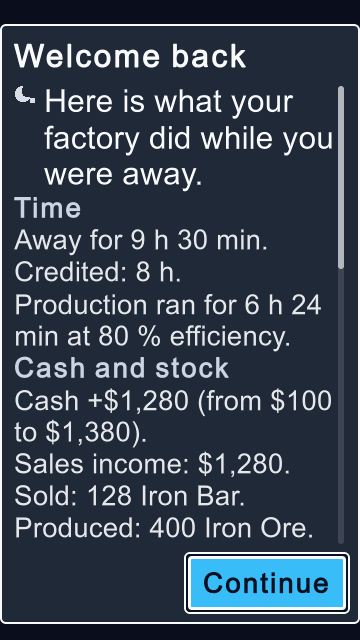 Welcome back
Here is what your
factory did while you
were away.
Time
Away for 9 h 30 min.
Credited: 8 h.
Production ran for 6 h 24
min at 80 % efficiency.
Cash and stock
Cash +$1,280 (from $100
to $1,380).
Sales income: $1,280.
Sold: 128 Iron Bar.
Produced: 400 Iron Ore.
Continue